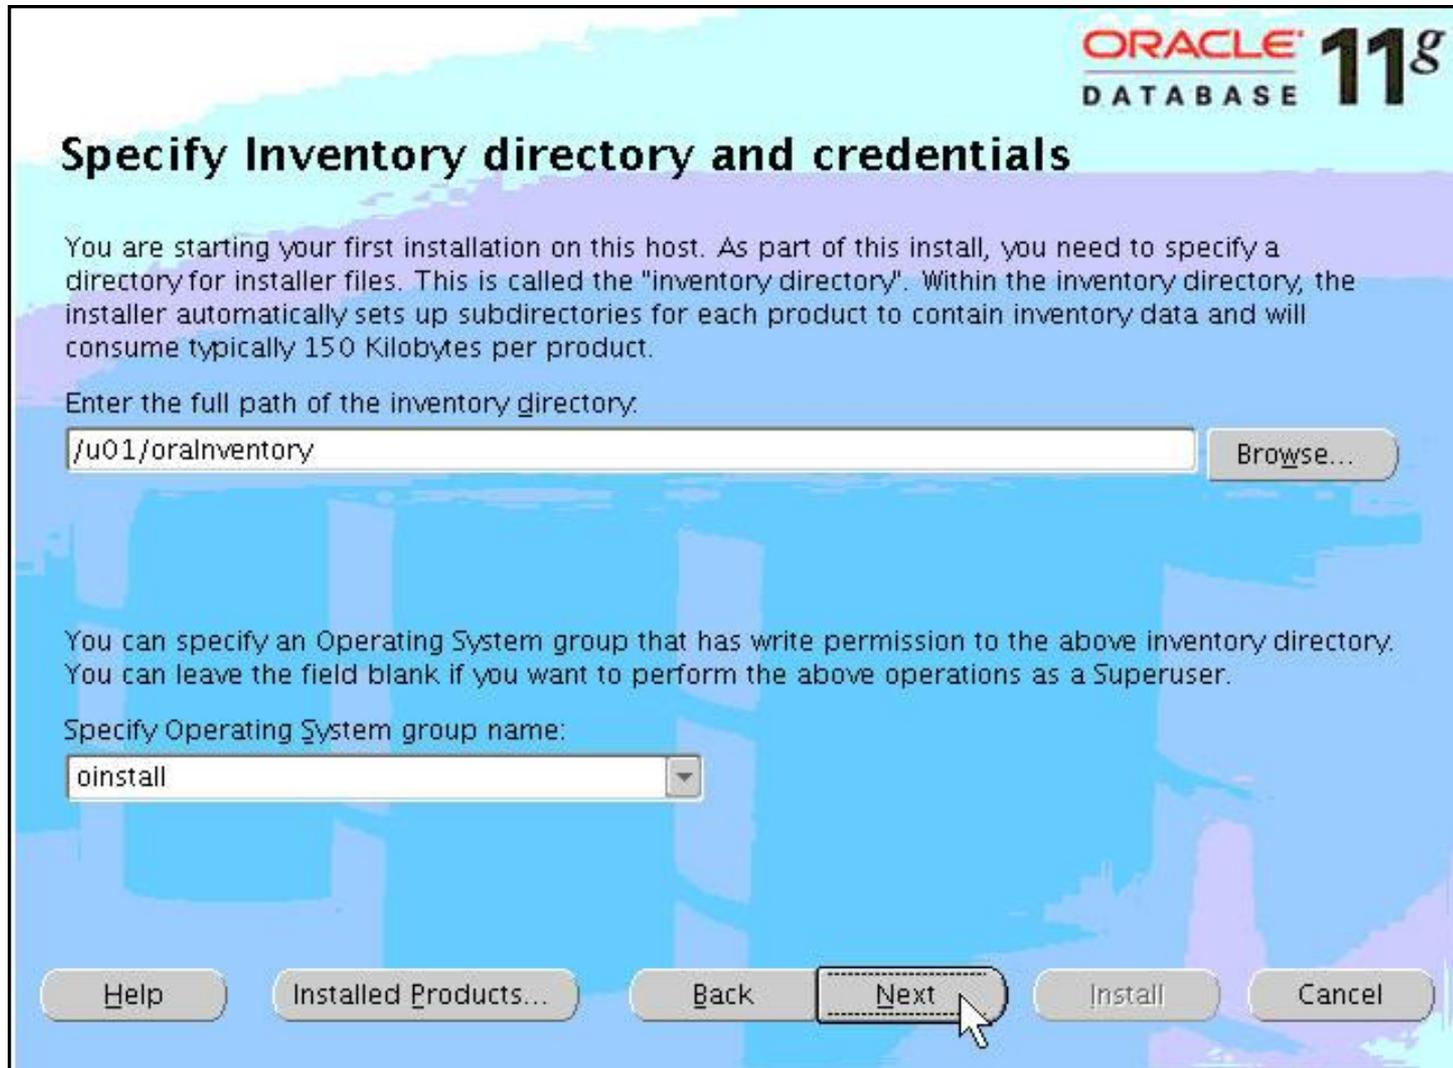 ORACLE 11g
DATABASE
Specify Inventory directory and credentials
You are starting your first installation on this host. As part of this install, you need to specify a
directory for installer files. This is called the "inventory directory". Within the inventory directory, the
installer automatically sets up subdirectories for each product to contain inventory data and will
consume typically 150 Kilobytes per product.
Enter the full path of the inventory directory:
/u01/oraInventory
Browse...
You can specify an Operating System group that has write permission to the above inventory directory.
You can leave the field blank if you want to perform the above operations as a Superuser.
Specify Operating System group name:
oinstall
Help Installed Products... Back Next Install Cancel